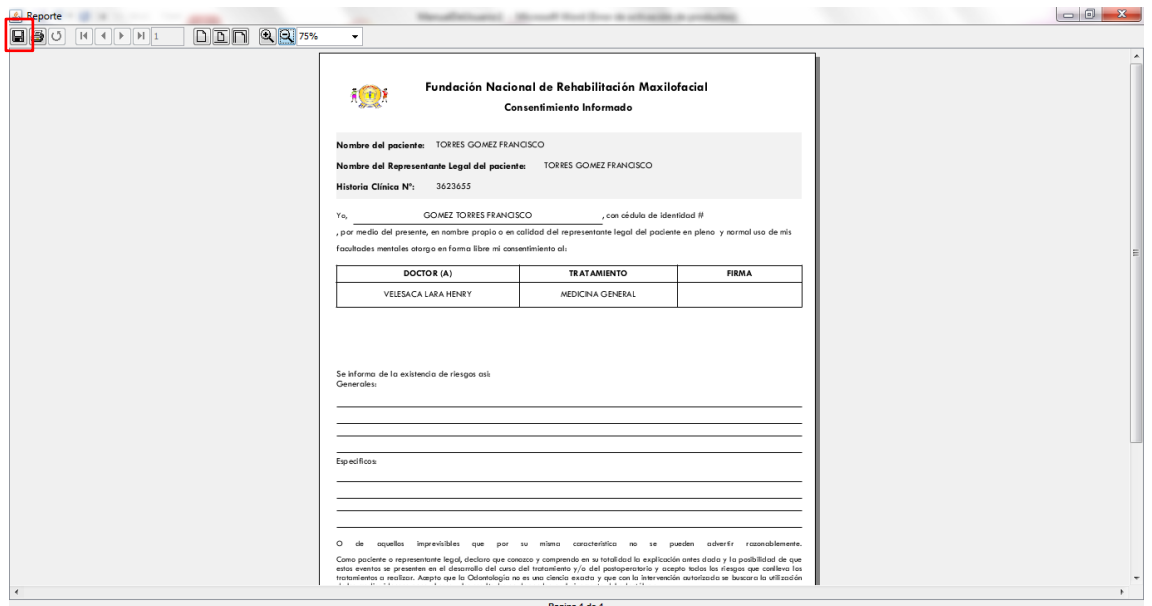 Reporte
1
75%
Fundación Nacional de Rehabilitación Maxilofacial
Consentimiento Informado
Nombre del paciente: TORRES GOMEZ FRANCISCO
Nombre del Representante Legal del paciente: TORRES GOMEZ FRANCISCO
Historia Clínica Nº: 3623655
Yo, GOMEZ TORRES FRANCISCO , con cédula de identidad #
, por medio del presente, en nombre propio o en calidad del representante legal del paciente en pleno y normal uso de mis
facultades mentales otorgo en forma libre mi consentimiento al:
DOCTOR (A) TRATAMIENTO FIRMA
VELESACA LARA HENRY MEDICINA GENERAL
Se informa de la existencia de riesgos así:
Generales:
Específicos:
O de aquellos imprevisibles que por su misma característica no se pueden advertir razonablemente.
Como paciente o representante legal, declaro que conozco y comprendo en su totalidad la explicación antes dada y la posibilidad de que
estos eventos se presenten en el desarrollo del curso del tratamiento y/o del postoperatorio y acepto todos los riesgos que conlleva los
tratamientos a realizar. Acepto que la Odontología no es una ciencia exacta y que con la intervención autorizada se buscara la utilización